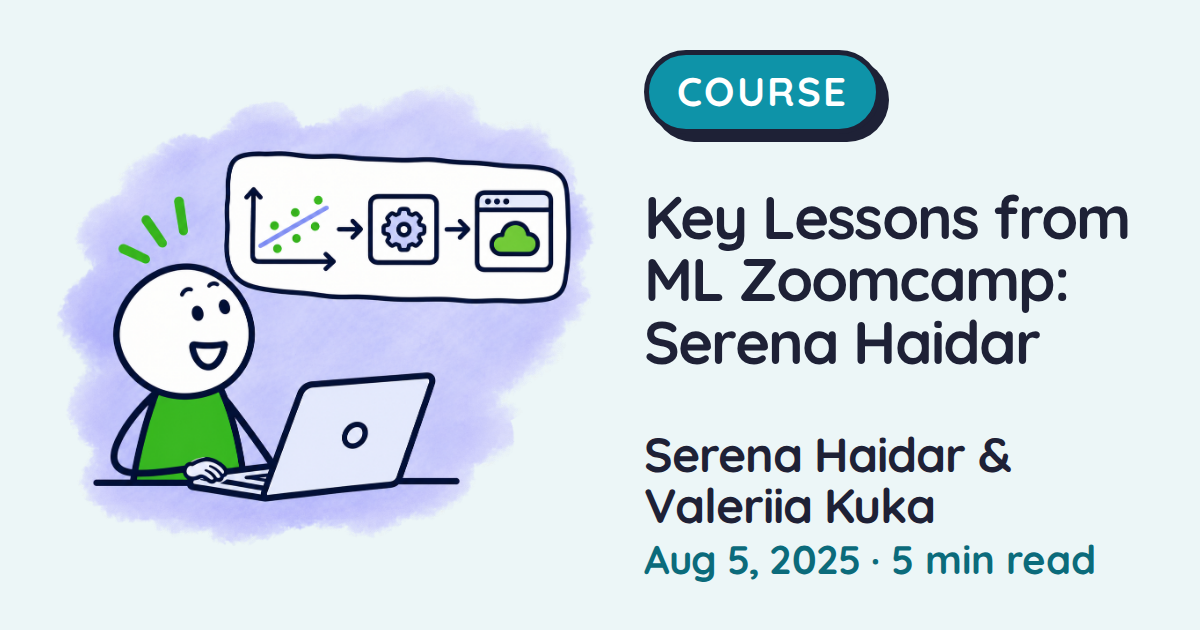 COURSE
Key Lessons from
ML Zoomcamp:
Serena Haidar
Serena Haidar &
Valeriia Kuka
Aug 5, 2025 · 5 min read